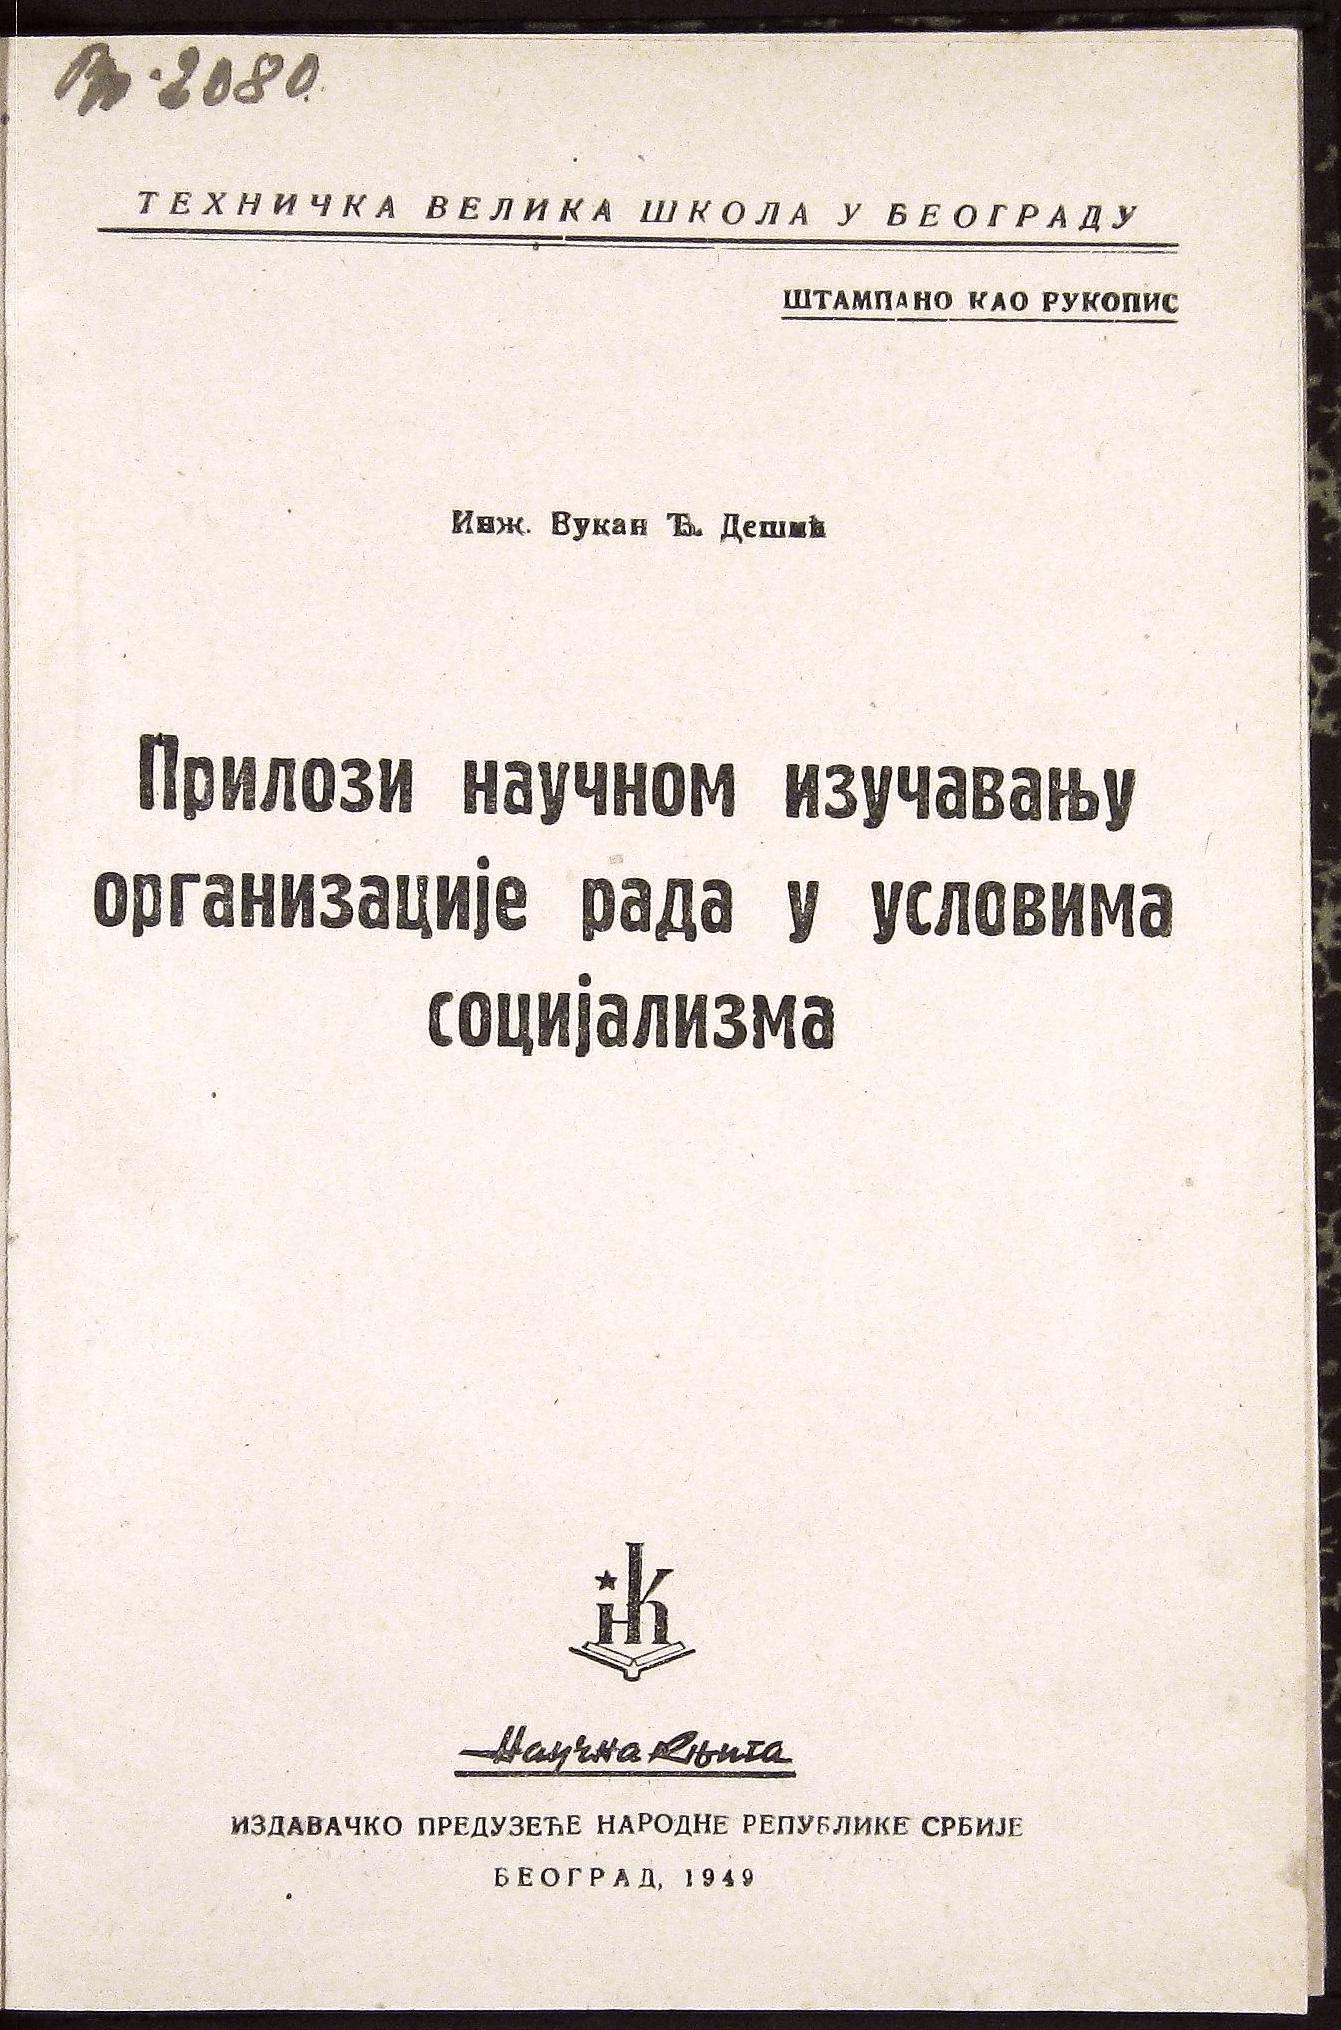 2080
ТЕХНИЧКА ВЕЛИКА ШКОЛА У БЕОГРАДУ
ШТАМПАНО КАО РУКОПИС
Инж. Вукан Ђ. Дешић
Прилози научном изучавању
организације рада у условима
социјализма
НК
Научна књига
ИЗДАВАЧКО ПРЕДУЗЕЋЕ НАРОДНЕ РЕПУБЛИКЕ СРБИЈЕ
БЕОГРАД, 1949